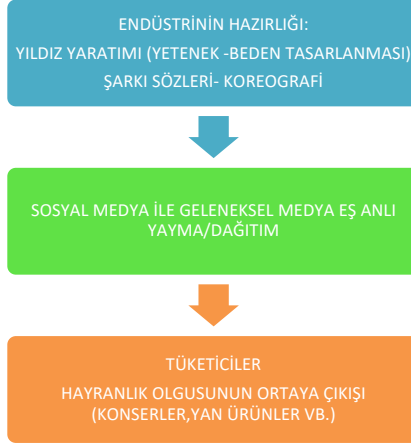 ENDÜSTRİNİN HAZIRLIĞI:
YILDIZ YARATIMI (YETENEK -BEDEN TASARLANMASI)
ŞARKI SÖZLERİ- KOREOGRAFİ
SOSYAL MEDYA İLE GELENEKSEL MEDYA EŞ ANLI
YAYMA/DAĞITIM
TÜKETİCİLER
HAYRANLIK OLGUSUNUN ORTAYA ÇIKIŞI
(KONSERLER,YAN ÜRÜNLER VB.)